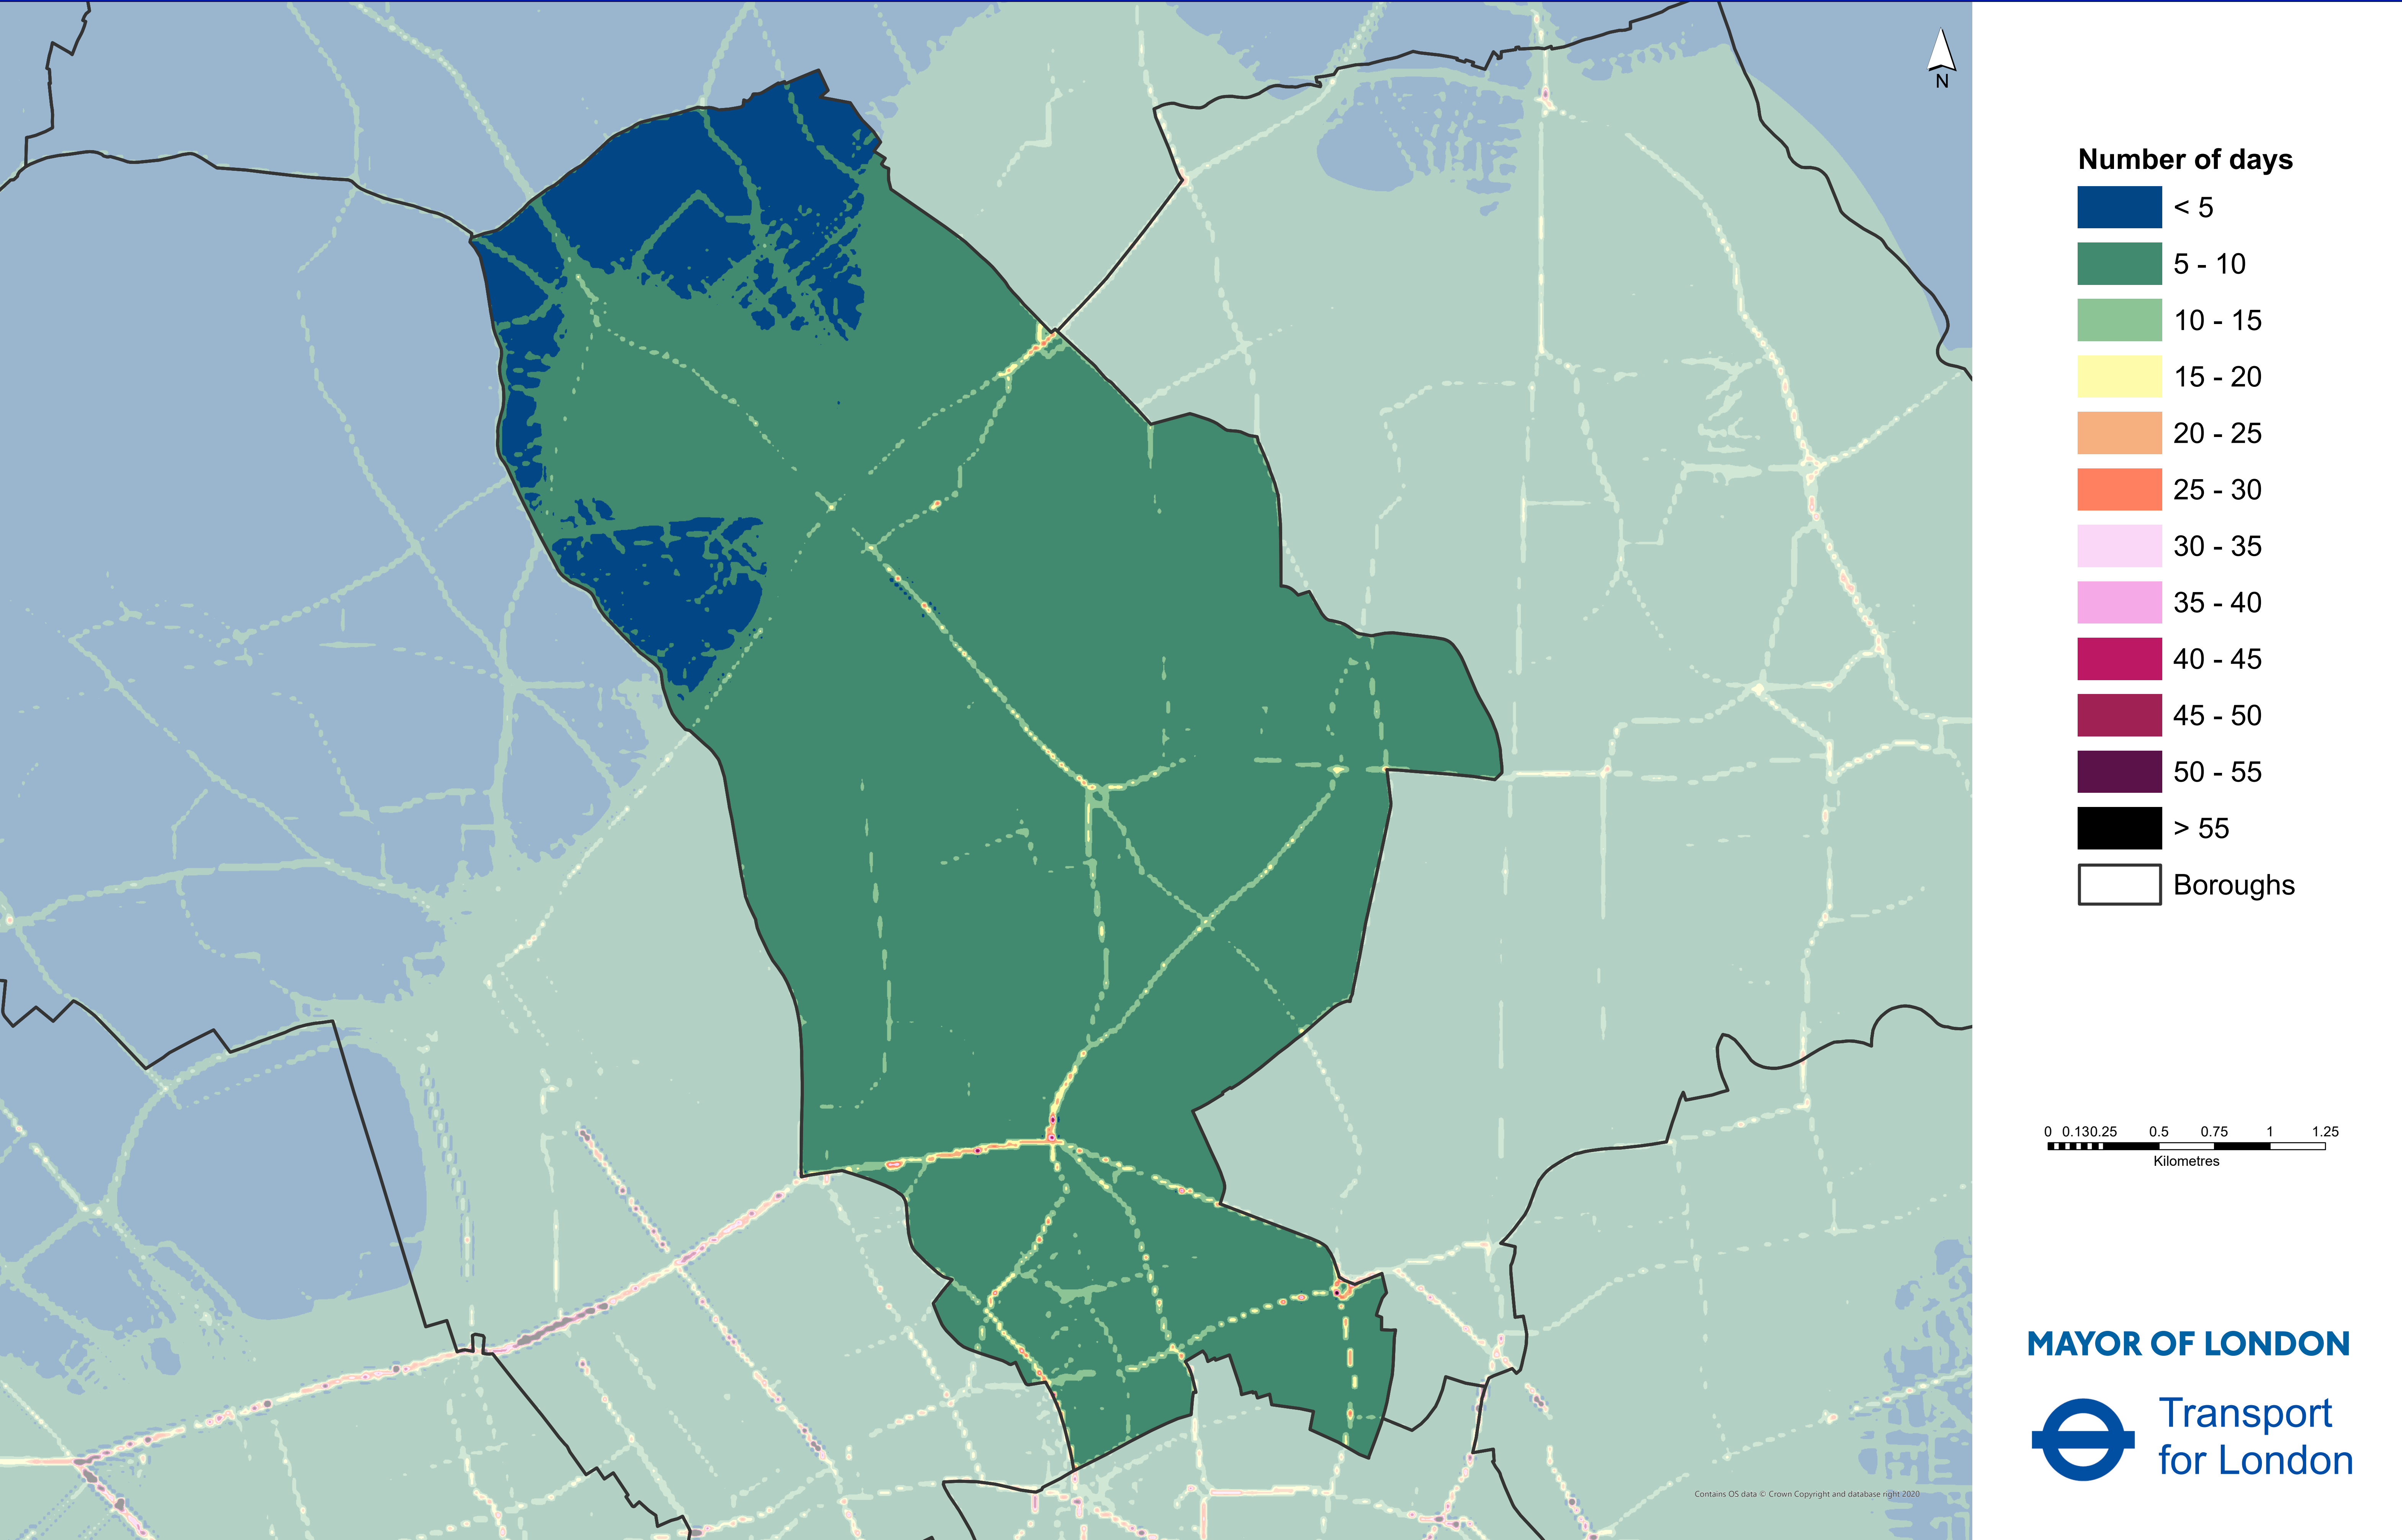 N
Number of days
< 5
5 - 10
10 - 15
15 - 20
20 - 25
25 - 30
30 - 35
35 - 40
40 - 45
45 - 50
50 - 55
> 55
Boroughs
0 0.130.25 0.5 0.75 1 1.25
Kilometres
MAYOR OF LONDON
Transport
for London
Contains OS data © Crown Copyright and database right 2020